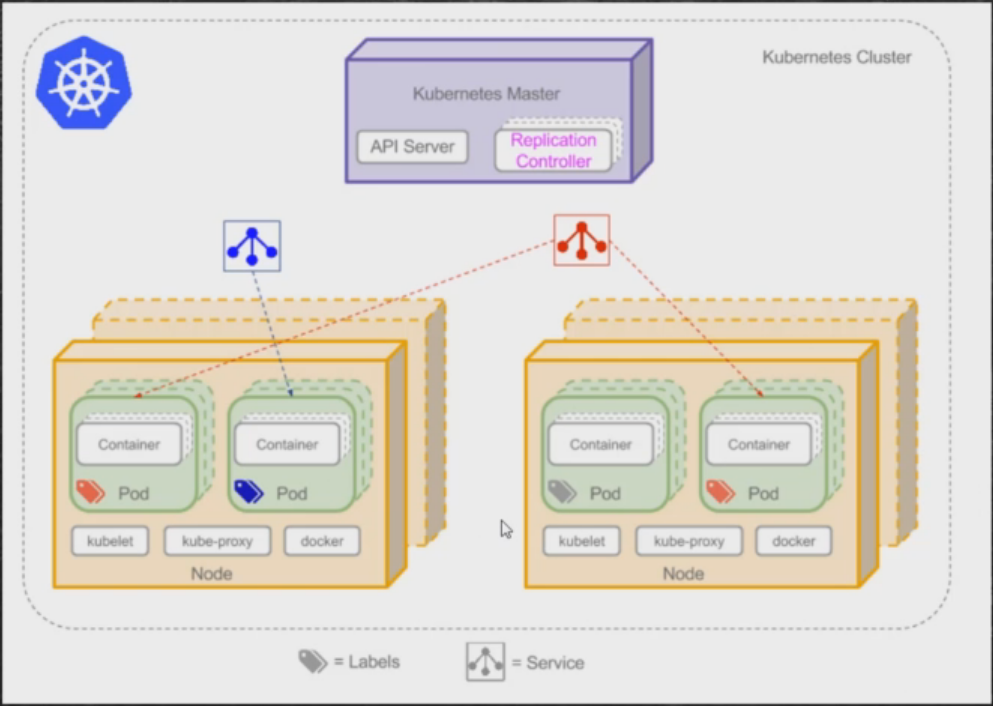 Kubernetes Cluster
Kubernetes Master
API Server
Replication
Controller
Container
Container
Container
Container
Pod
Pod
Pod
Pod
kubelet
kube-proxy
docker
kubelet
kube-proxy
docker
Node
Node
= Labels
= Service